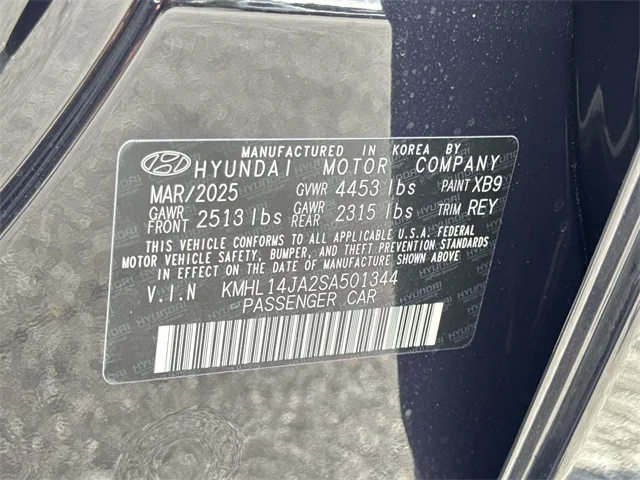 MANUFACTURED IN KOREA BY
HYUNDAI MOTOR COMPANY
MAR/2025 GVWR 4453 lbs PAINT XB9
GAWR FRONT 2513 lbs GAWR REAR 2315 lbs TRIM REY
THIS VEHICLE CONFORMS TO ALL APPLICABLE U.S.A. FEDERAL
MOTOR VEHICLE SAFETY, BUMPER, AND THEFT PREVENTION STANDARDS
IN EFFECT ON THE DATE OF MANUFACTURE SHOWN ABOVE
V.I.N KMHL14JA2SA501344
PASSENGER CAR